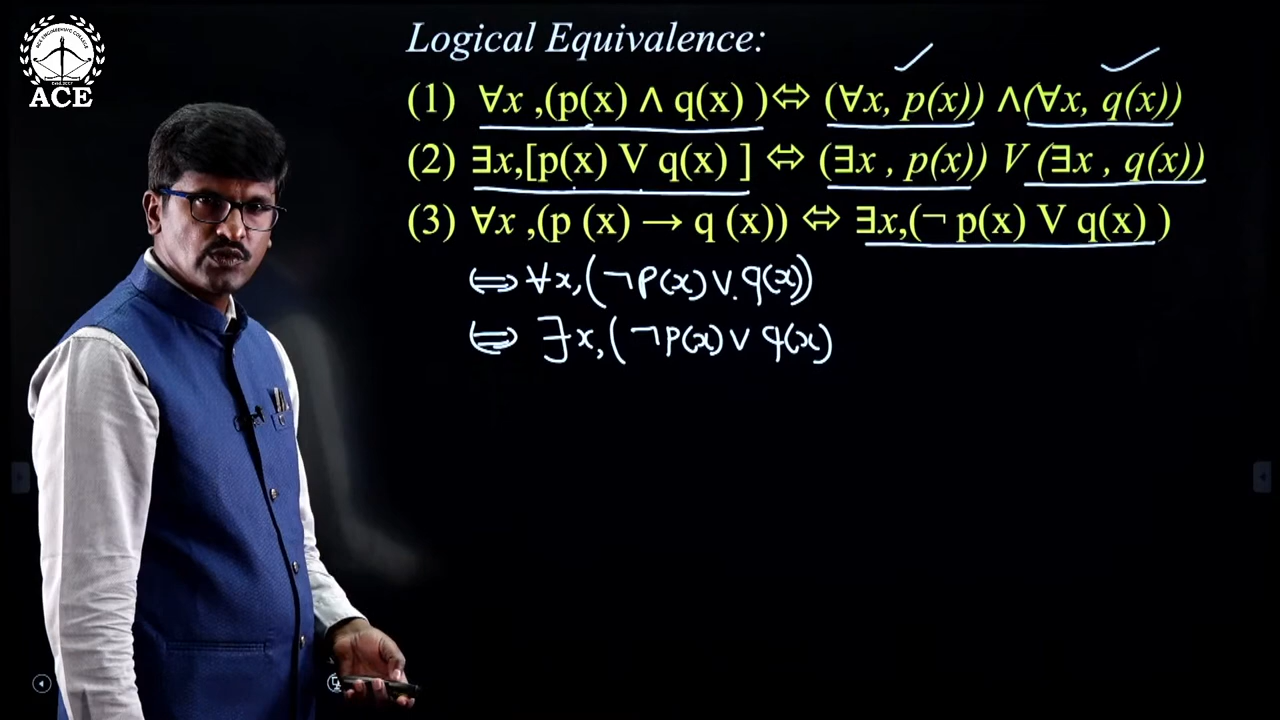 ACE
Logical Equivalence:
(1) ∀x ,(p(x) Λ q(x) )⇔ (∀x, p(x)) Λ(∀x, q(x))
(2) ∃x,[p(x) V q(x) ] ⇔ (∃x , p(x)) V (∃x , q(x))
(3) ∀x ,(p (x) → q (x)) ⇔ ∃x,(¬ p(x) V q(x) )
⇔ ∀x, (¬P(x) ∨ q(x))
⇔ ∃x, (¬p(x) ∨ q(x)